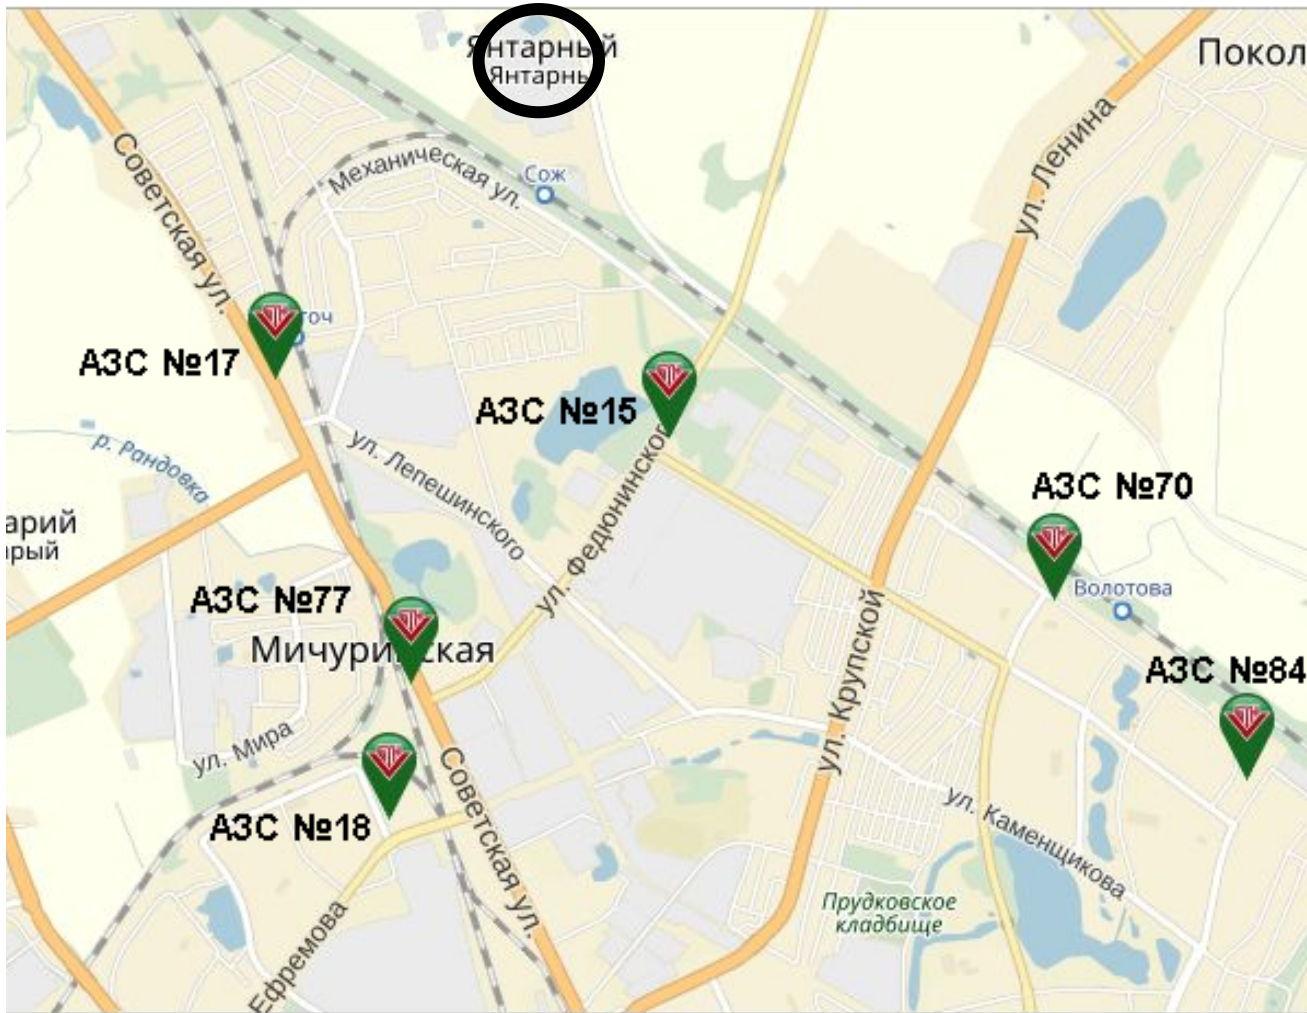 Янтарный
Янтарны
Покол
Советская ул.
Механическая ул.
Сож
ул. Ленина
точ
АЗС №17
АЗС №15
р. Рандовка
ул. Лепешинского
ул. Федюнинског
АЗС №70
арий
арый
Волотова
АЗС №77
Мичуринская
ул. Крупской
АЗС №84
ул. Мира
Советская ул.
АЗС №18
ул. Каменщикова
Прудковское
кладбище
Ефремова